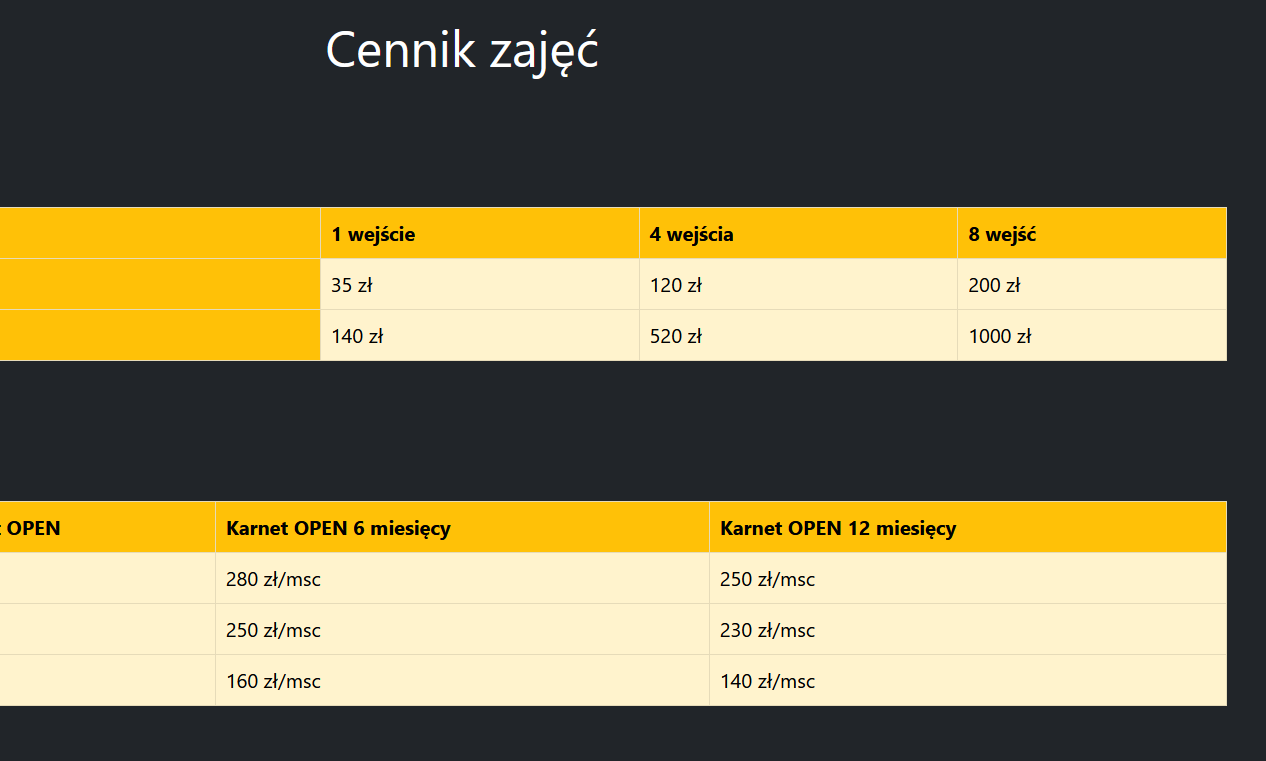 Cennik zajęć
1 wejście 4 wejścia 8 wejść
35 zł 120 zł 200 zł
140 zł 520 zł 1000 zł
OPEN Karnet OPEN 6 miesięcy Karnet OPEN 12 miesięcy
280 zł/msc 250 zł/msc
250 zł/msc 230 zł/msc
160 zł/msc 140 zł/msc